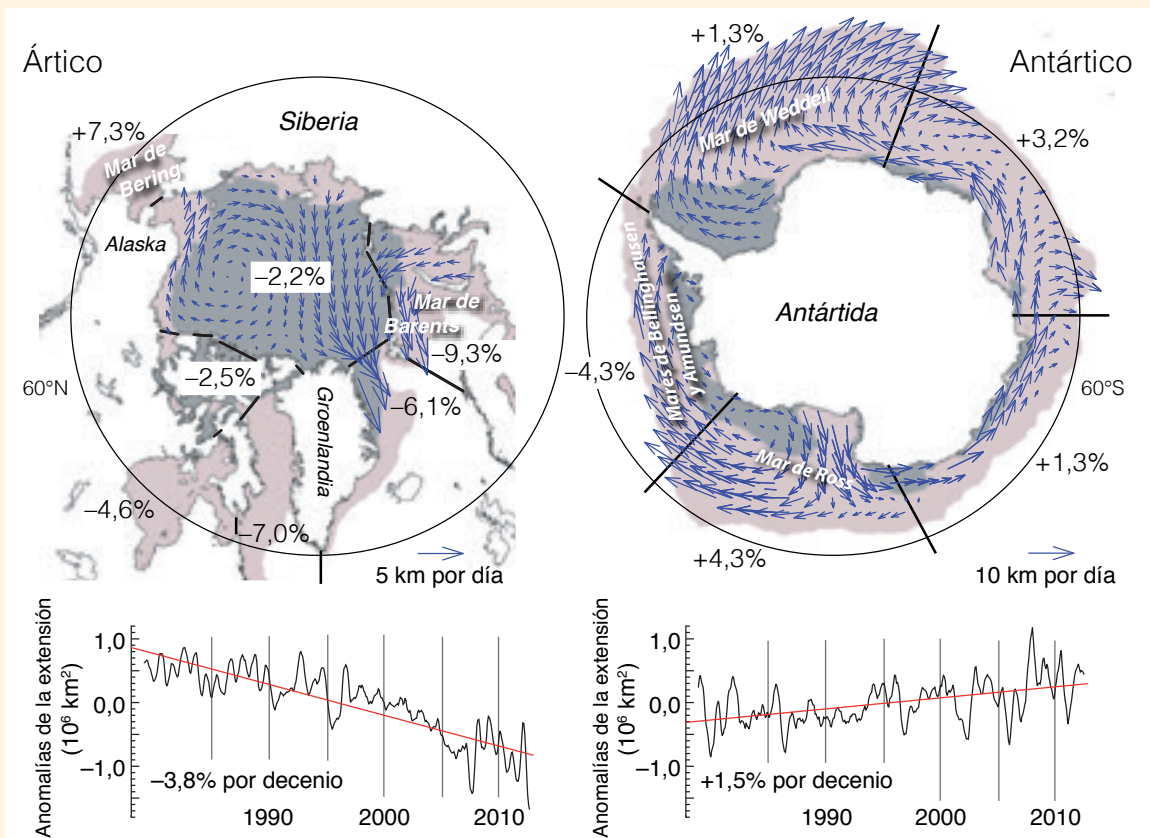 Ártico
Siberia
+7,3%
Mar de
Bering
Alaska
–2,2%
Mar de
Barents
–9,3%
–2,5%
–6,1%
60°N
Groenlandia
–4,6%
–7,0%
5 km por día
Antártico
+1,3%
Mar de Weddell
+3,2%
Mares de Bellinghausen
y Amundsen
Antártida
–4,3%
60°S
Mar de Ross
+1,3%
+4,3%
10 km por día
Anomalías de la extensión
(10⁶ km²)
1,0
0,0
–1,0
–3,8% por decenio
1990
2000
2010
Anomalías de la extensión
(10⁶ km²)
1,0
0,0
–1,0
+1,5% por decenio
1990
2000
2010